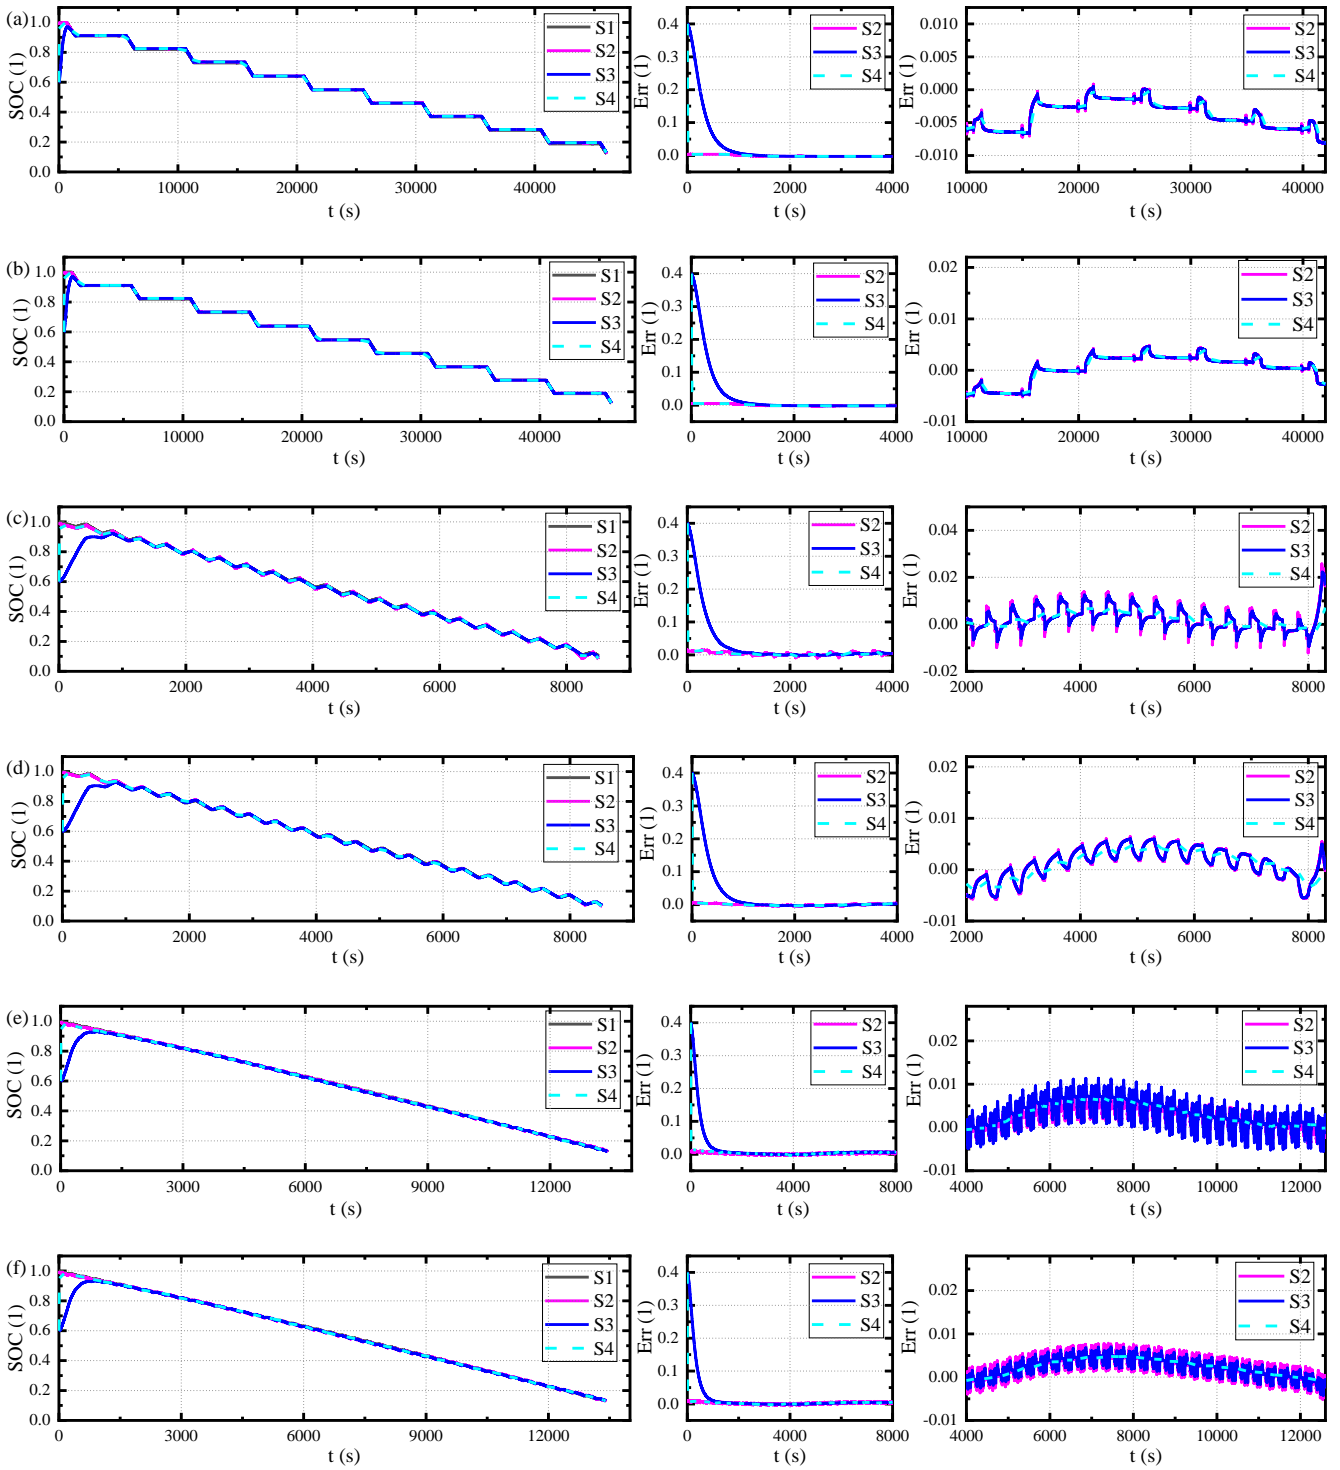 (a)
SOC (1)
1.0
0.8
0.6
0.4
0.2
0.0
0 10000 20000 30000 40000
t (s)
S1
S2
S3
S4
Err (1)
0.4
0.3
0.2
0.1
0.0
0 2000 4000
t (s)
S2
S3
S4
Err (1)
0.010
0.005
0.000
-0.005
-0.010
10000 20000 30000 40000
t (s)
S2
S3
S4
(b)
SOC (1)
1.0
0.8
0.6
0.4
0.2
0.0
0 10000 20000 30000 40000
t (s)
S1
S2
S3
S4
Err (1)
0.4
0.3
0.2
0.1
0.0
0 2000 4000
t (s)
S2
S3
S4
Err (1)
0.02
0.01
0.00
-0.01
10000 20000 30000 40000
t (s)
S2
S3
S4
(c)
SOC (1)
1.0
0.8
0.6
0.4
0.2
0.0
0 2000 4000 6000 8000
t (s)
S1
S2
S3
S4
Err (1)
0.4
0.3
0.2
0.1
0.0
0 2000 4000
t (s)
S2
S3
S4
Err (1)
0.04
0.02
0.00
-0.02
2000 4000 6000 8000
t (s)
S2
S3
S4
(d)
SOC (1)
1.0
0.8
0.6
0.4
0.2
0.0
0 2000 4000 6000 8000
t (s)
S1
S2
S3
S4
Err (1)
0.4
0.3
0.2
0.1
0.0
0 2000 4000
t (s)
S2
S3
S4
Err (1)
0.02
0.01
0.00
-0.01
2000 4000 6000 8000
t (s)
S2
S3
S4
(e)
SOC (1)
1.0
0.8
0.6
0.4
0.2
0.0
0 3000 6000 9000 12000
t (s)
S1
S2
S3
S4
Err (1)
0.4
0.3
0.2
0.1
0.0
0 4000 8000
t (s)
S2
S3
S4
Err (1)
0.02
0.01
0.00
-0.01
4000 6000 8000 10000 12000
t (s)
S2
S3
S4
(f)
SOC (1)
1.0
0.8
0.6
0.4
0.2
0.0
0 3000 6000 9000 12000
t (s)
S1
S2
S3
S4
Err (1)
0.4
0.3
0.2
0.1
0.0
0 4000 8000
t (s)
S2
S3
S4
Err (1)
0.02
0.01
0.00
-0.01
4000 6000 8000 10000 12000
t (s)
S2
S3
S4